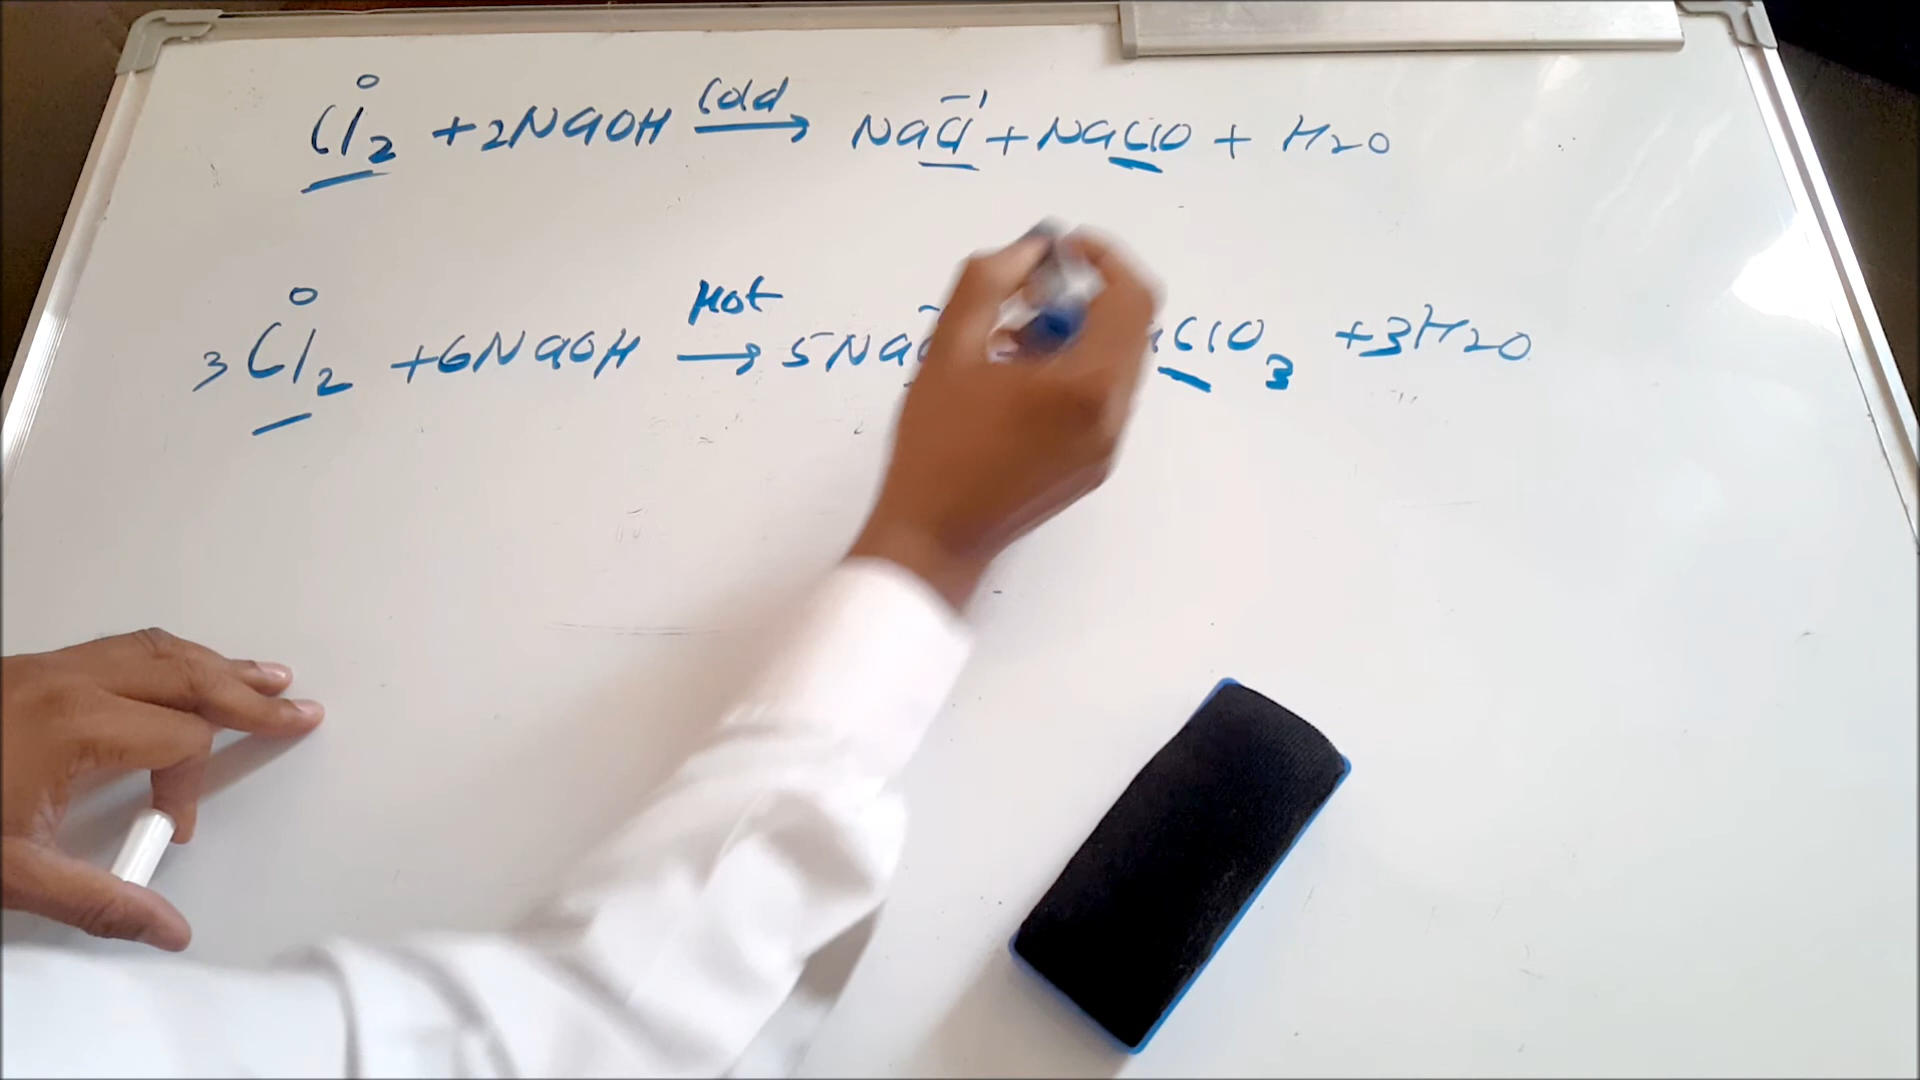 0 Cold -1
Cl2 + 2NaOH → NaCl + NaClO + H2O
0 Hot
3Cl2 + 6NaOH → 5Na ClO3 + 3H2O